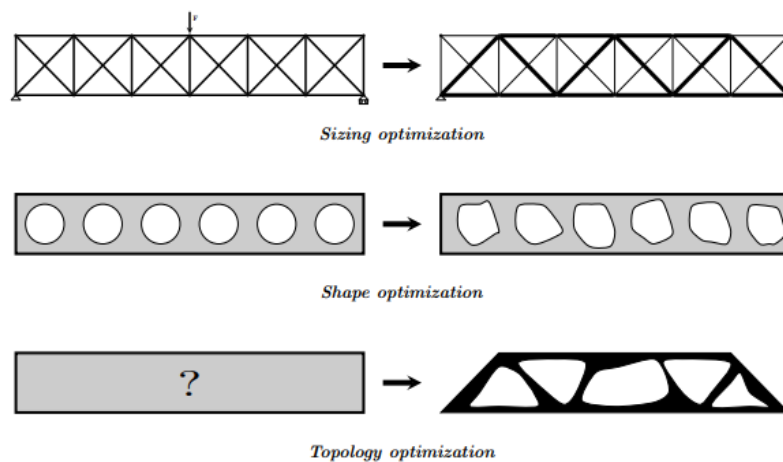 F
Sizing optimization
Shape optimization
?
Topology optimization